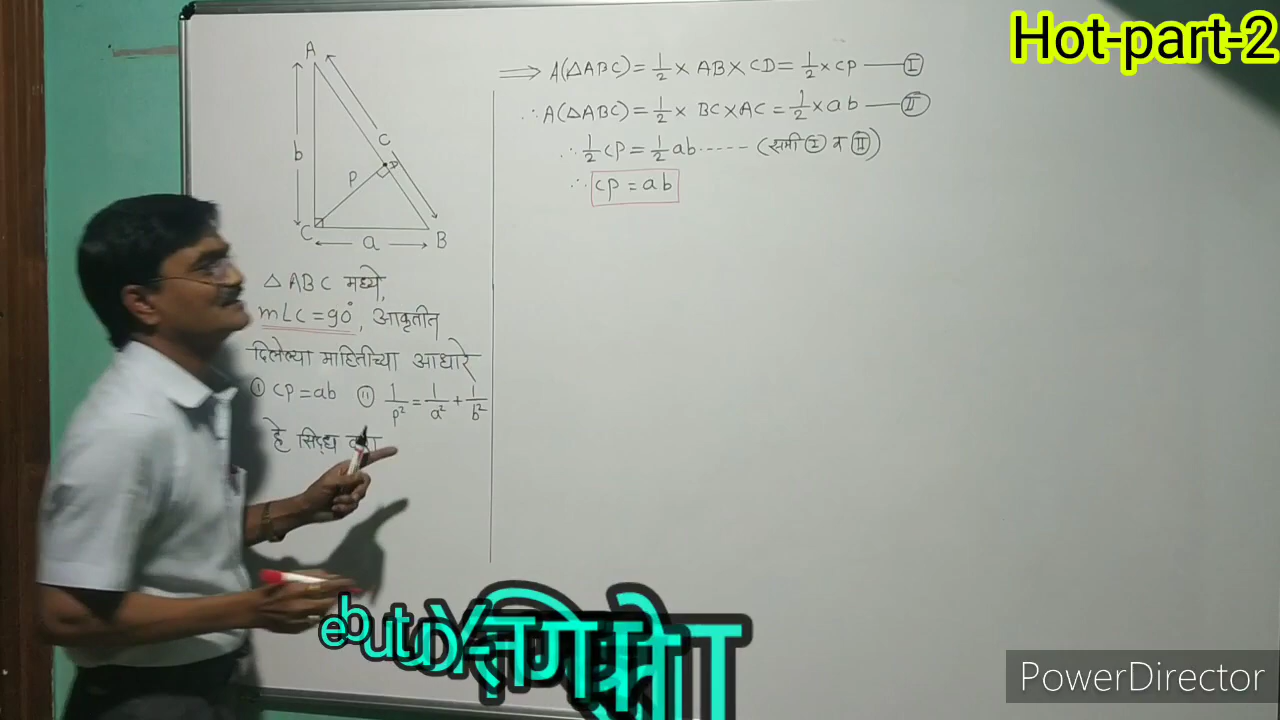 Hot-part-2
A
b
c
P
D
C
a
B
⟹ A(△ABC) = 1/2 × AB × CD = 1/2 × cp —— Ⓘ
∴ A(△ABC) = 1/2 × BC × AC = 1/2 × ab —— Ⓘ Ⓘ
∴ 1/2 cp = 1/2 ab ----- (समी Ⓘ व Ⅱ)
∴ cp = ab
△ ABC मध्ये,
m∠C = 90°, आकृतीत
दिलेल्या माहितीच्या आधारे
① cp = ab Ⅱ 1/p² = 1/a² + 1/b²
हे सिद्ध करा
PowerDirector